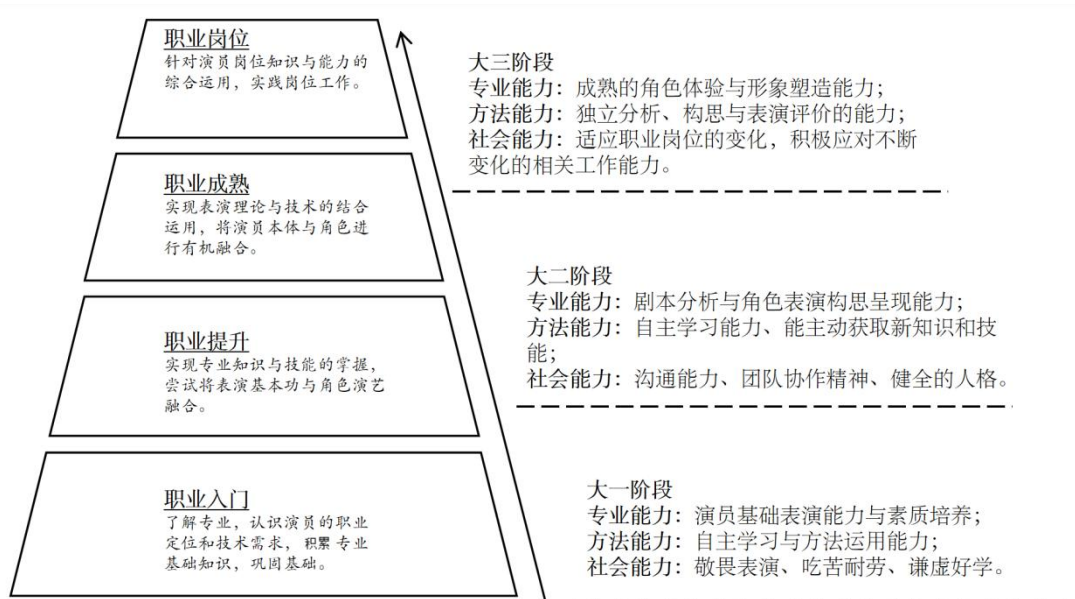 职业岗位
针对演员岗位知识与能力的
综合运用，实践岗位工作。
大三阶段
专业能力：成熟的角色体验与形象塑造能力；
方法能力：独立分析、构思与表演评价的能力；
社会能力：适应职业岗位的变化，积极应对不断
变化的相关工作能力。
职业成熟
实现表演理论与技术的结合
运用，将演员本体与角色进
行有机融合。
大二阶段
专业能力：剧本分析与角色表演构思呈现能力；
方法能力：自主学习能力、能主动获取新知识和技
能；
社会能力：沟通能力、团队协作精神、健全的人格。
职业提升
实现专业知识与技能的掌握，
尝试将表演基本功与角色演艺
融合。
职业入门
了解专业，认识演员的职业
定位和技术需求，积累专业
基础知识，巩固基础。
大一阶段
专业能力：演员基础表演能力与素质培养；
方法能力：自主学习与方法运用能力；
社会能力：敬畏表演、吃苦耐劳、谦虚好学。